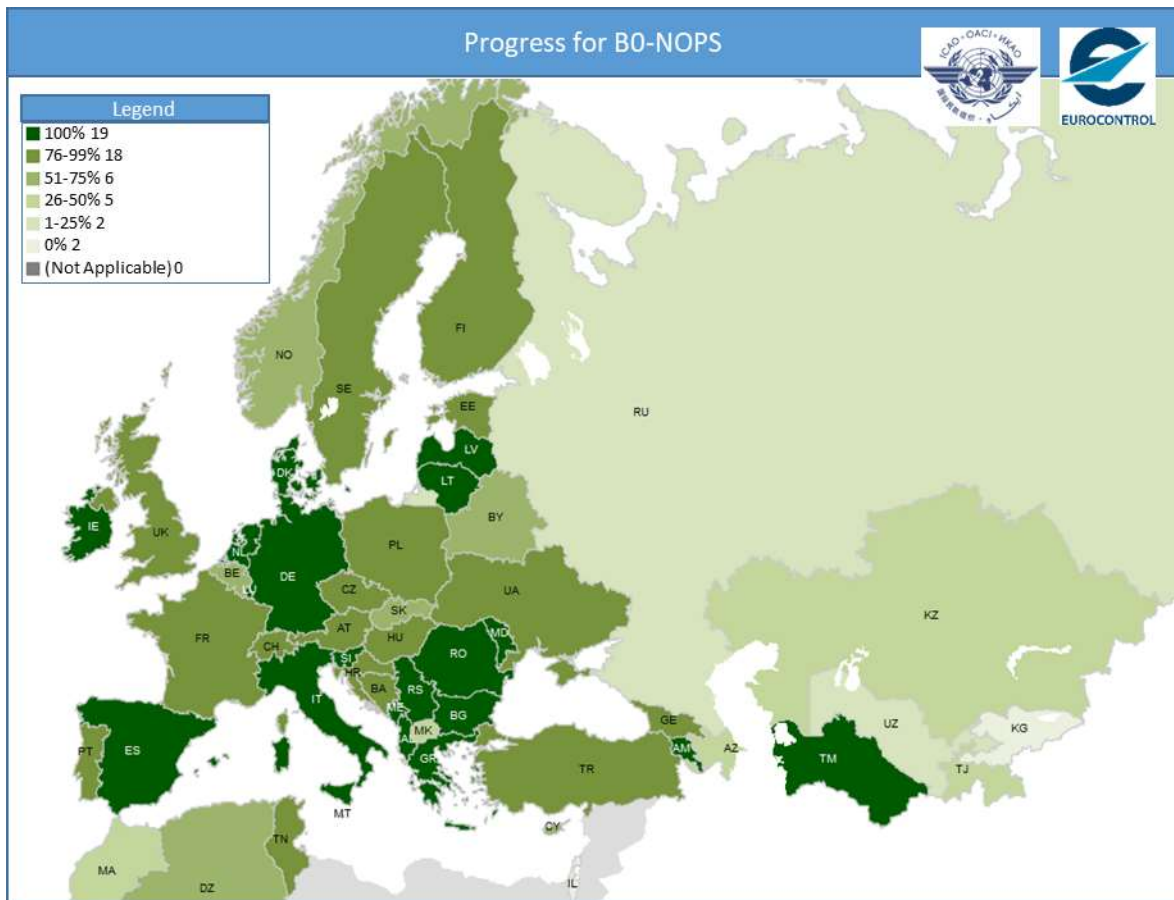 Progress for B0-NOPS
ICAO • OACI • ИКАО
EUROCONTROL
Legend
100% 19
76-99% 18
51-75% 6
26-50% 5
1-25% 2
0% 2
(Not Applicable) 0
NO
FI
SE
EE
RU
LV
DK
LT
IE
UK
BY
NL
PL
BE
DE
LU
CZ
UA
SK
FR
AT
HU
KZ
CH
MD
SI
RO
HR
IT
BA
RS
ME
BG
GE
UZ
KG
PT
ES
MK
AL
AM
AZ
GR
TM
TJ
TR
MT
CY
TN
MA
DZ
IL